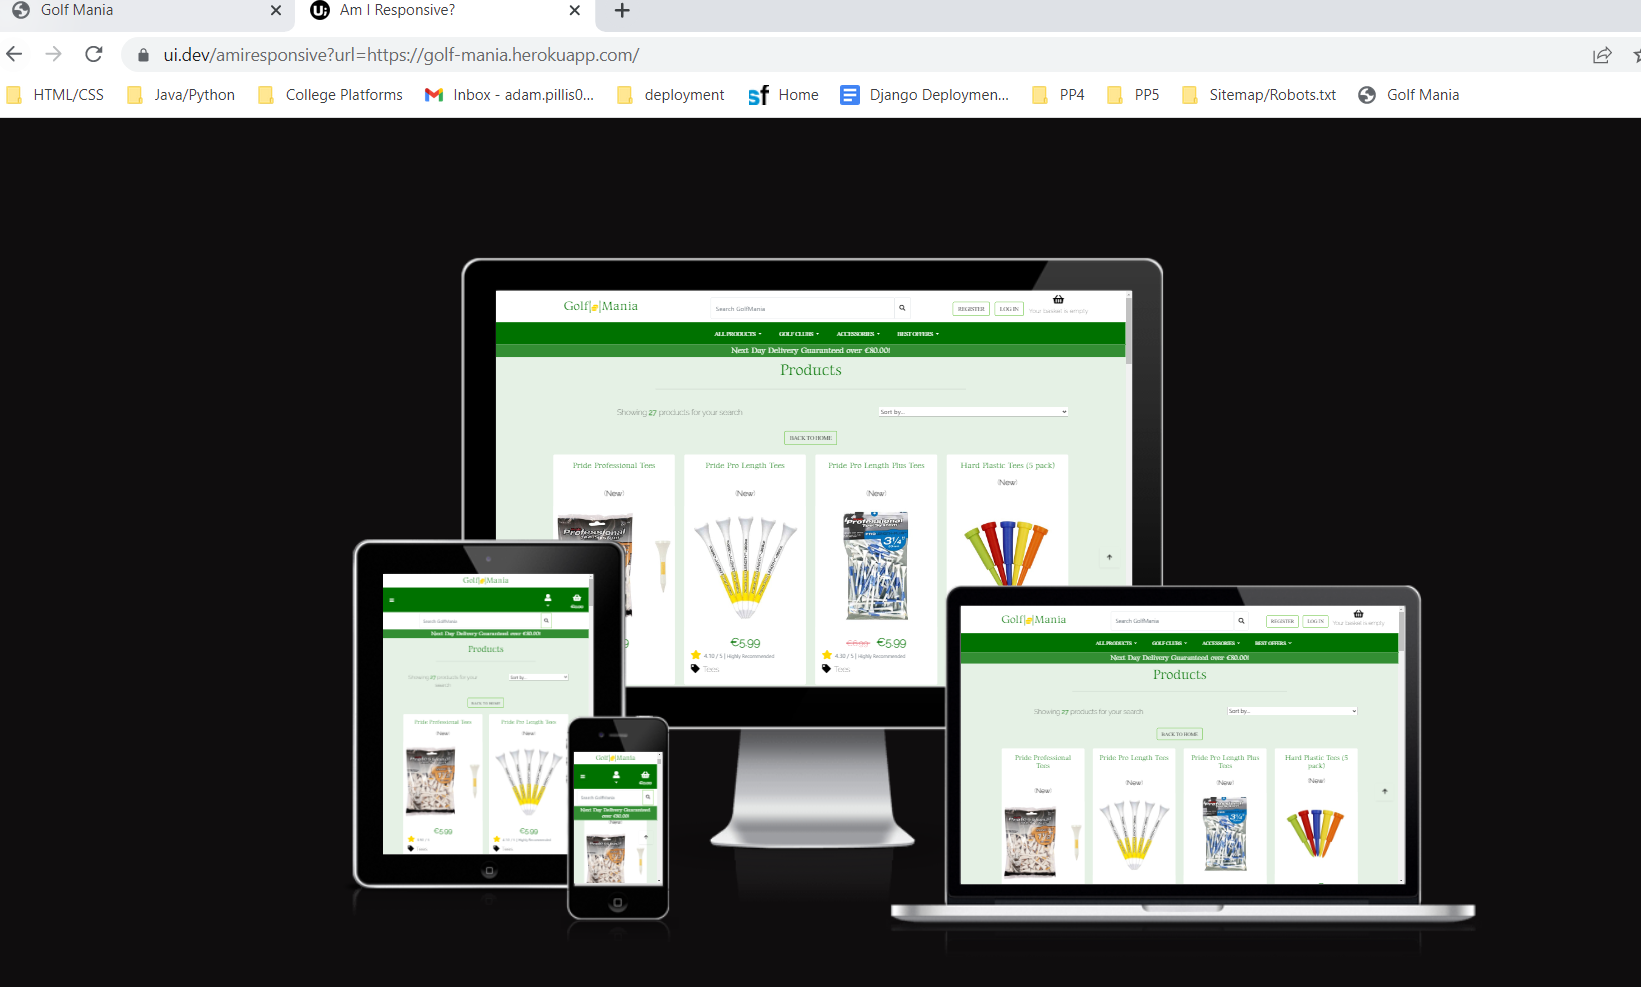 Golf Mania
Am I Responsive?
ui.dev/amiresponsive?url=https://golf-mania.herokuapp.com/
HTML/CSS Java/Python College Platforms Inbox - adam.pillis0... deployment sf Home Django Deploymen... PP4 PP5 Sitemap/Robots.txt Golf Mania
Golf Mania
Search GolfMania
REGISTER LOG IN Your basket is empty
ALL PRODUCTS GOLF CLUBS ACCESSORIES BEST OFFERS
Next Day Delivery Guaranteed over €80.00!
Products
Showing 27 products for your search
Sort by...
BACK TO HOME
Pride Professional Tees Pride Pro Length Tees Pride Pro Length Plus Tees Hard Plastic Tees (5 pack)
(New) (New) (New) (New)
Professional
Professional
3¼"
€5.99 €6.99 €5.99
4.10 / 5 | Highly Recommended 4.30 / 5 | Highly Recommended
Tees Tees
Golf Mania
Search GolfMania
Next Day Delivery Guaranteed over €80.00!
Products
Showing 27 products for your
search
Sort by...
BACK TO HOME
Pride Professional Tees Pride Pro Length Tees
(New) (New)
€5.99 €5.99
Tees Tees
Golf Mania
Search GolfMania
Next Day Delivery Guaranteed
over €80.00!
Golf Mania
Search GolfMania
REGISTER LOG IN Your basket is empty
ALL PRODUCTS GOLF CLUBS ACCESSORIES BEST OFFERS
Next Day Delivery Guaranteed over €80.00!
Products
Showing 27 products for your search
Sort by...
BACK TO HOME
Pride Professional
Tees
Pride Pro Length Tees
Pride Pro Length Plus
Tees
Hard Plastic Tees (5
pack)
(New) (New) (New) (New)